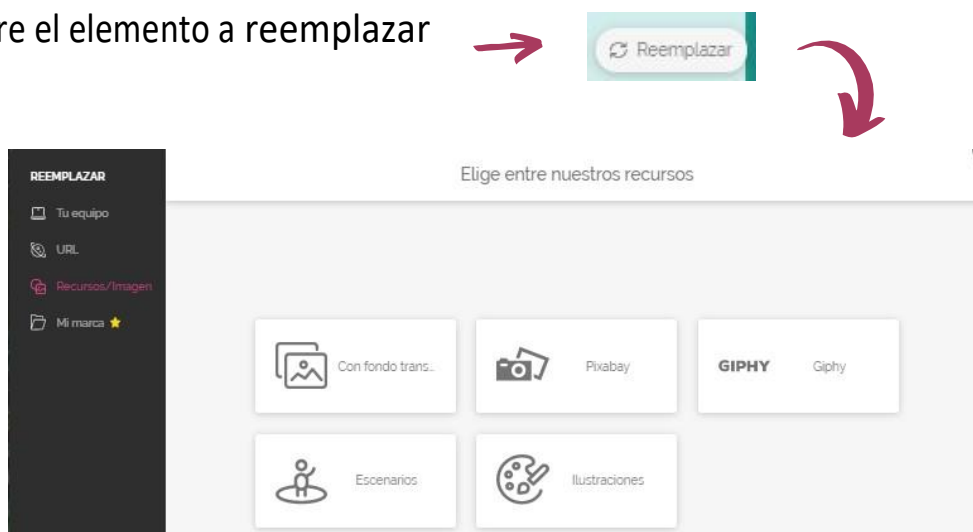 re el elemento a reemplazar
Reemplazar
Elige entre nuestros recursos
REEMPLAZAR
Tu equipo
URL
Recursos/Imagen
Mi marca
Con fondo trans...
Pixabay
GIPHY Giphy
Escenarios
Ilustraciones